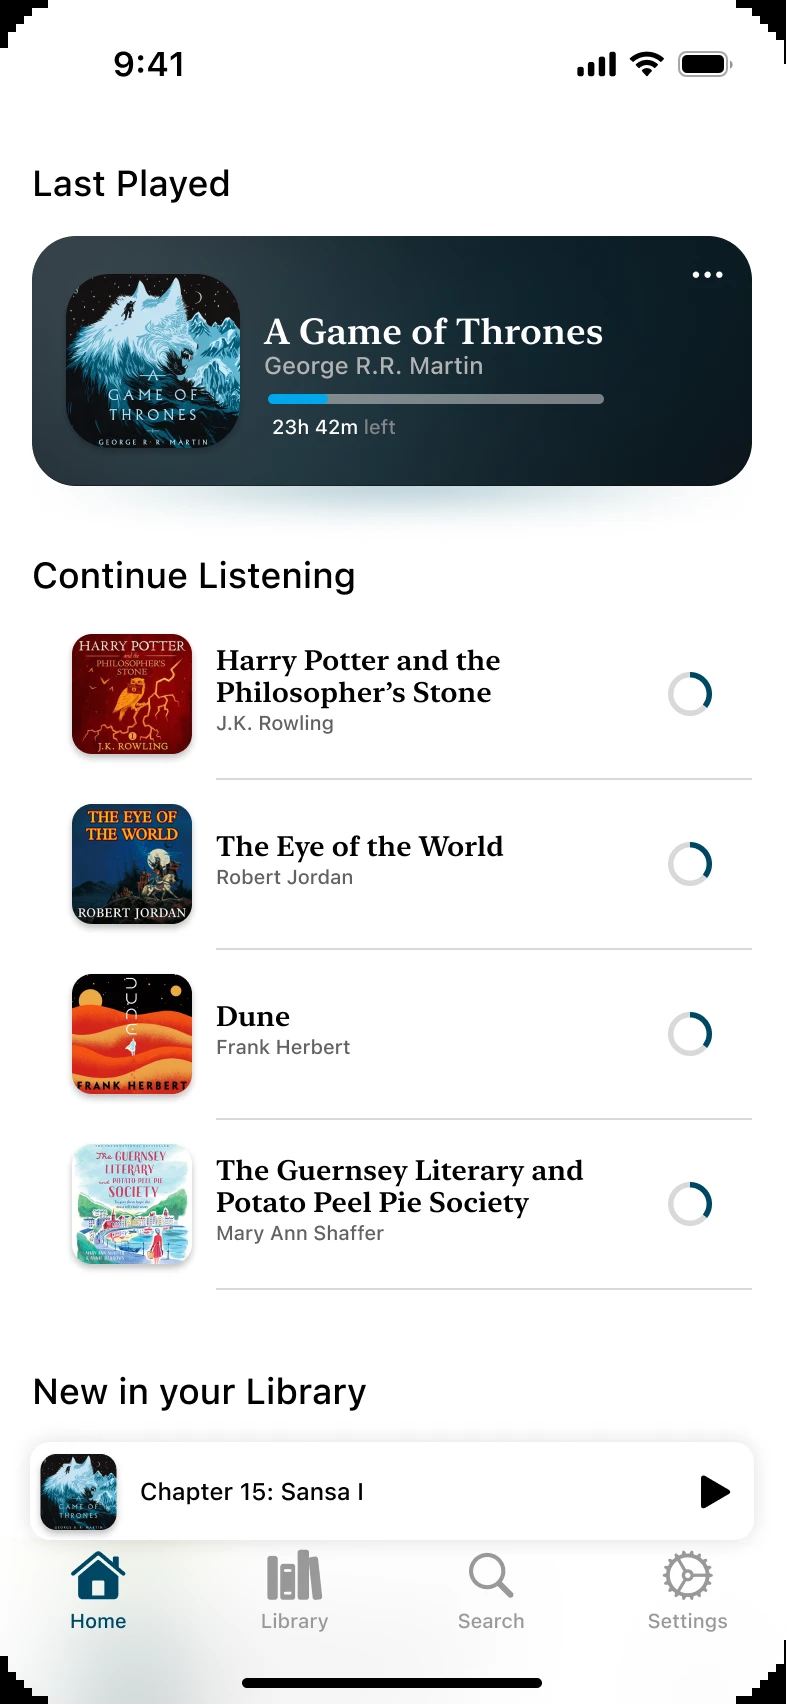 9:41
Last Played
A
GAME OF
THRONES
GEORGE R. R. MARTIN
A Game of Thrones
George R.R. Martin
23h 42m left
Continue Listening
HARRY POTTER
and the
PHILOSOPHER'S
STONE
1
J.K. ROWLING
Harry Potter and the
Philosopher’s Stone
J.K. Rowling
THE EYE OF
THE WORLD
ROBERT JORDAN
The Eye of the World
Robert Jordan
FRANK HERBERT
Dune
Frank Herbert
The GUERNSEY
LITERARY
and POTATO PEEL PIE
SOCIETY
The Guernsey Literary and
Potato Peel Pie Society
Mary Ann Shaffer
New in your Library
A
GAME OF
THRONES
GEORGE R. R. MARTIN
Chapter 15: Sansa I
Home
Library
Search
Settings